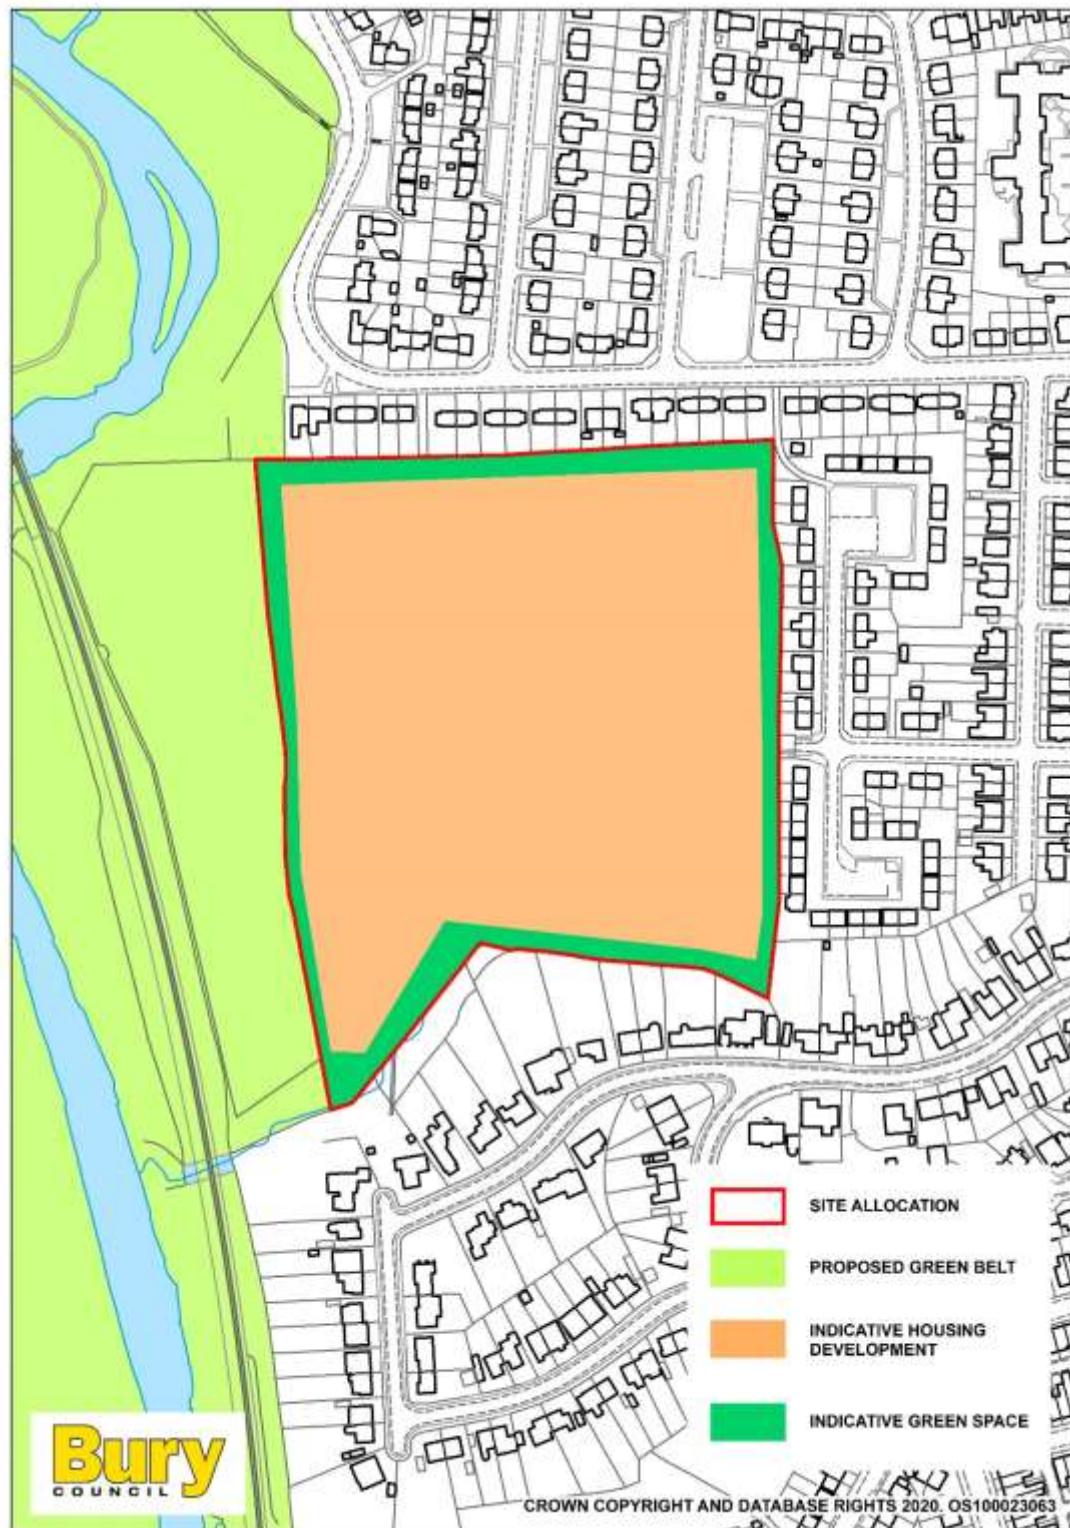 SITE ALLOCATION
PROPOSED GREEN BELT
INDICATIVE HOUSING
DEVELOPMENT
INDICATIVE GREEN SPACE
Bury
COUNCIL
CROWN COPYRIGHT AND DATABASE RIGHTS 2020. OS100023063